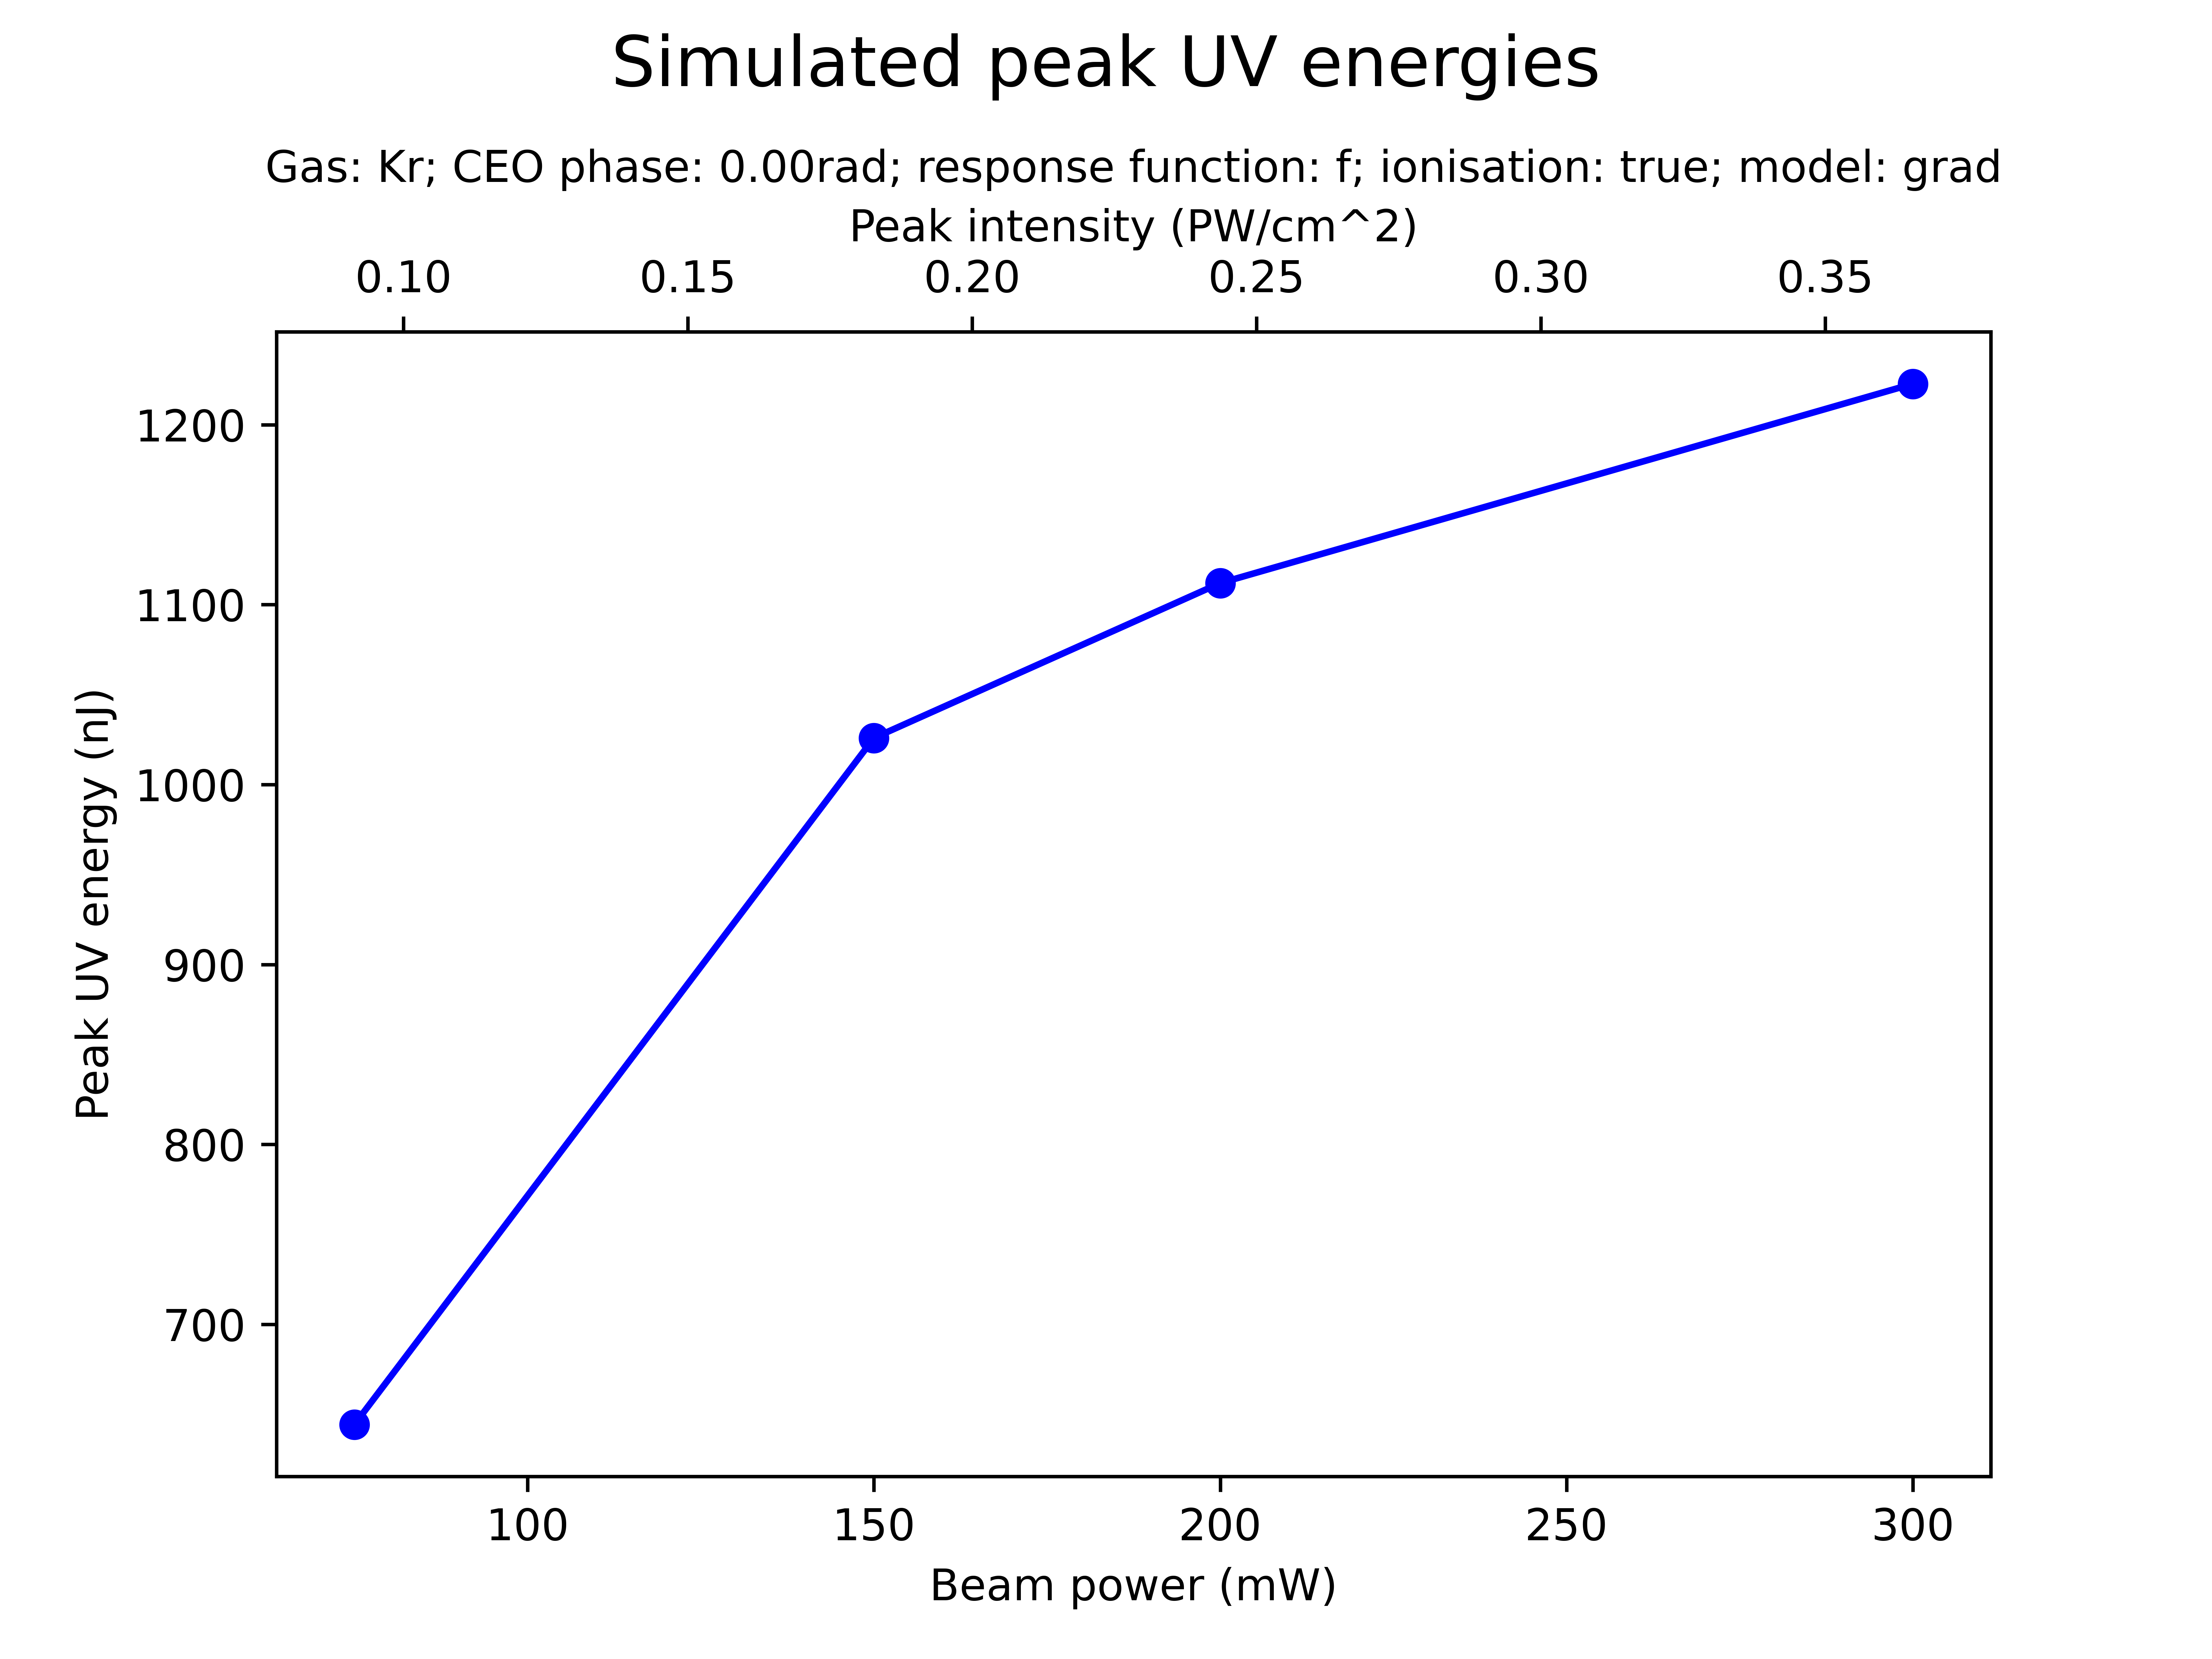 Simulated peak UV energies
Gas: Kr; CEO phase: 0.00rad; response function: f; ionisation: true; model: grad
Peak intensity (PW/cm^2)
0.10 0.15 0.20 0.25 0.30 0.35
1200
1100
1000
900
800
700
Peak UV energy (nJ)
100 150 200 250 300
Beam power (mW)